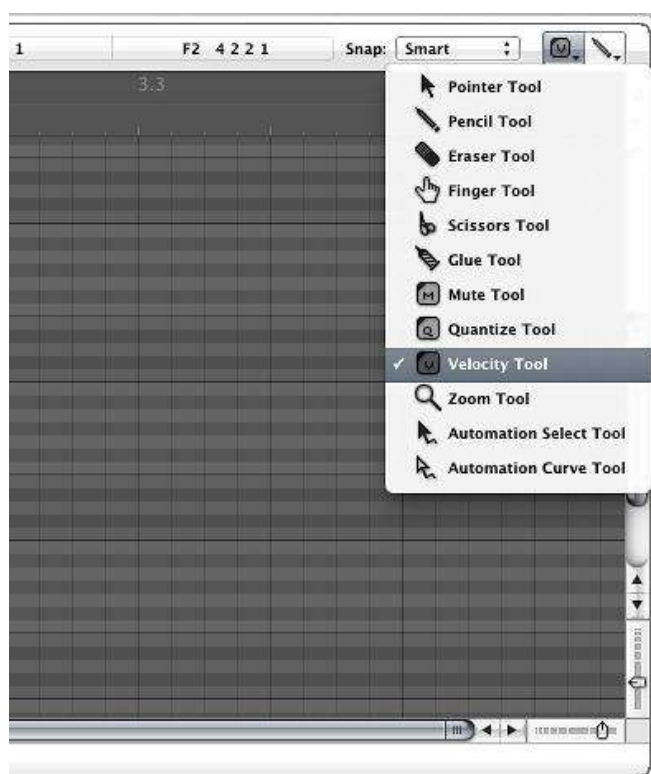 1 F2 4 2 2 1 Snap: Smart
3.3
Pointer Tool
Pencil Tool
Eraser Tool
Finger Tool
Scissors Tool
Glue Tool
M Mute Tool
Q Quantize Tool
✓ V Velocity Tool
Zoom Tool
Automation Select Tool
Automation Curve Tool